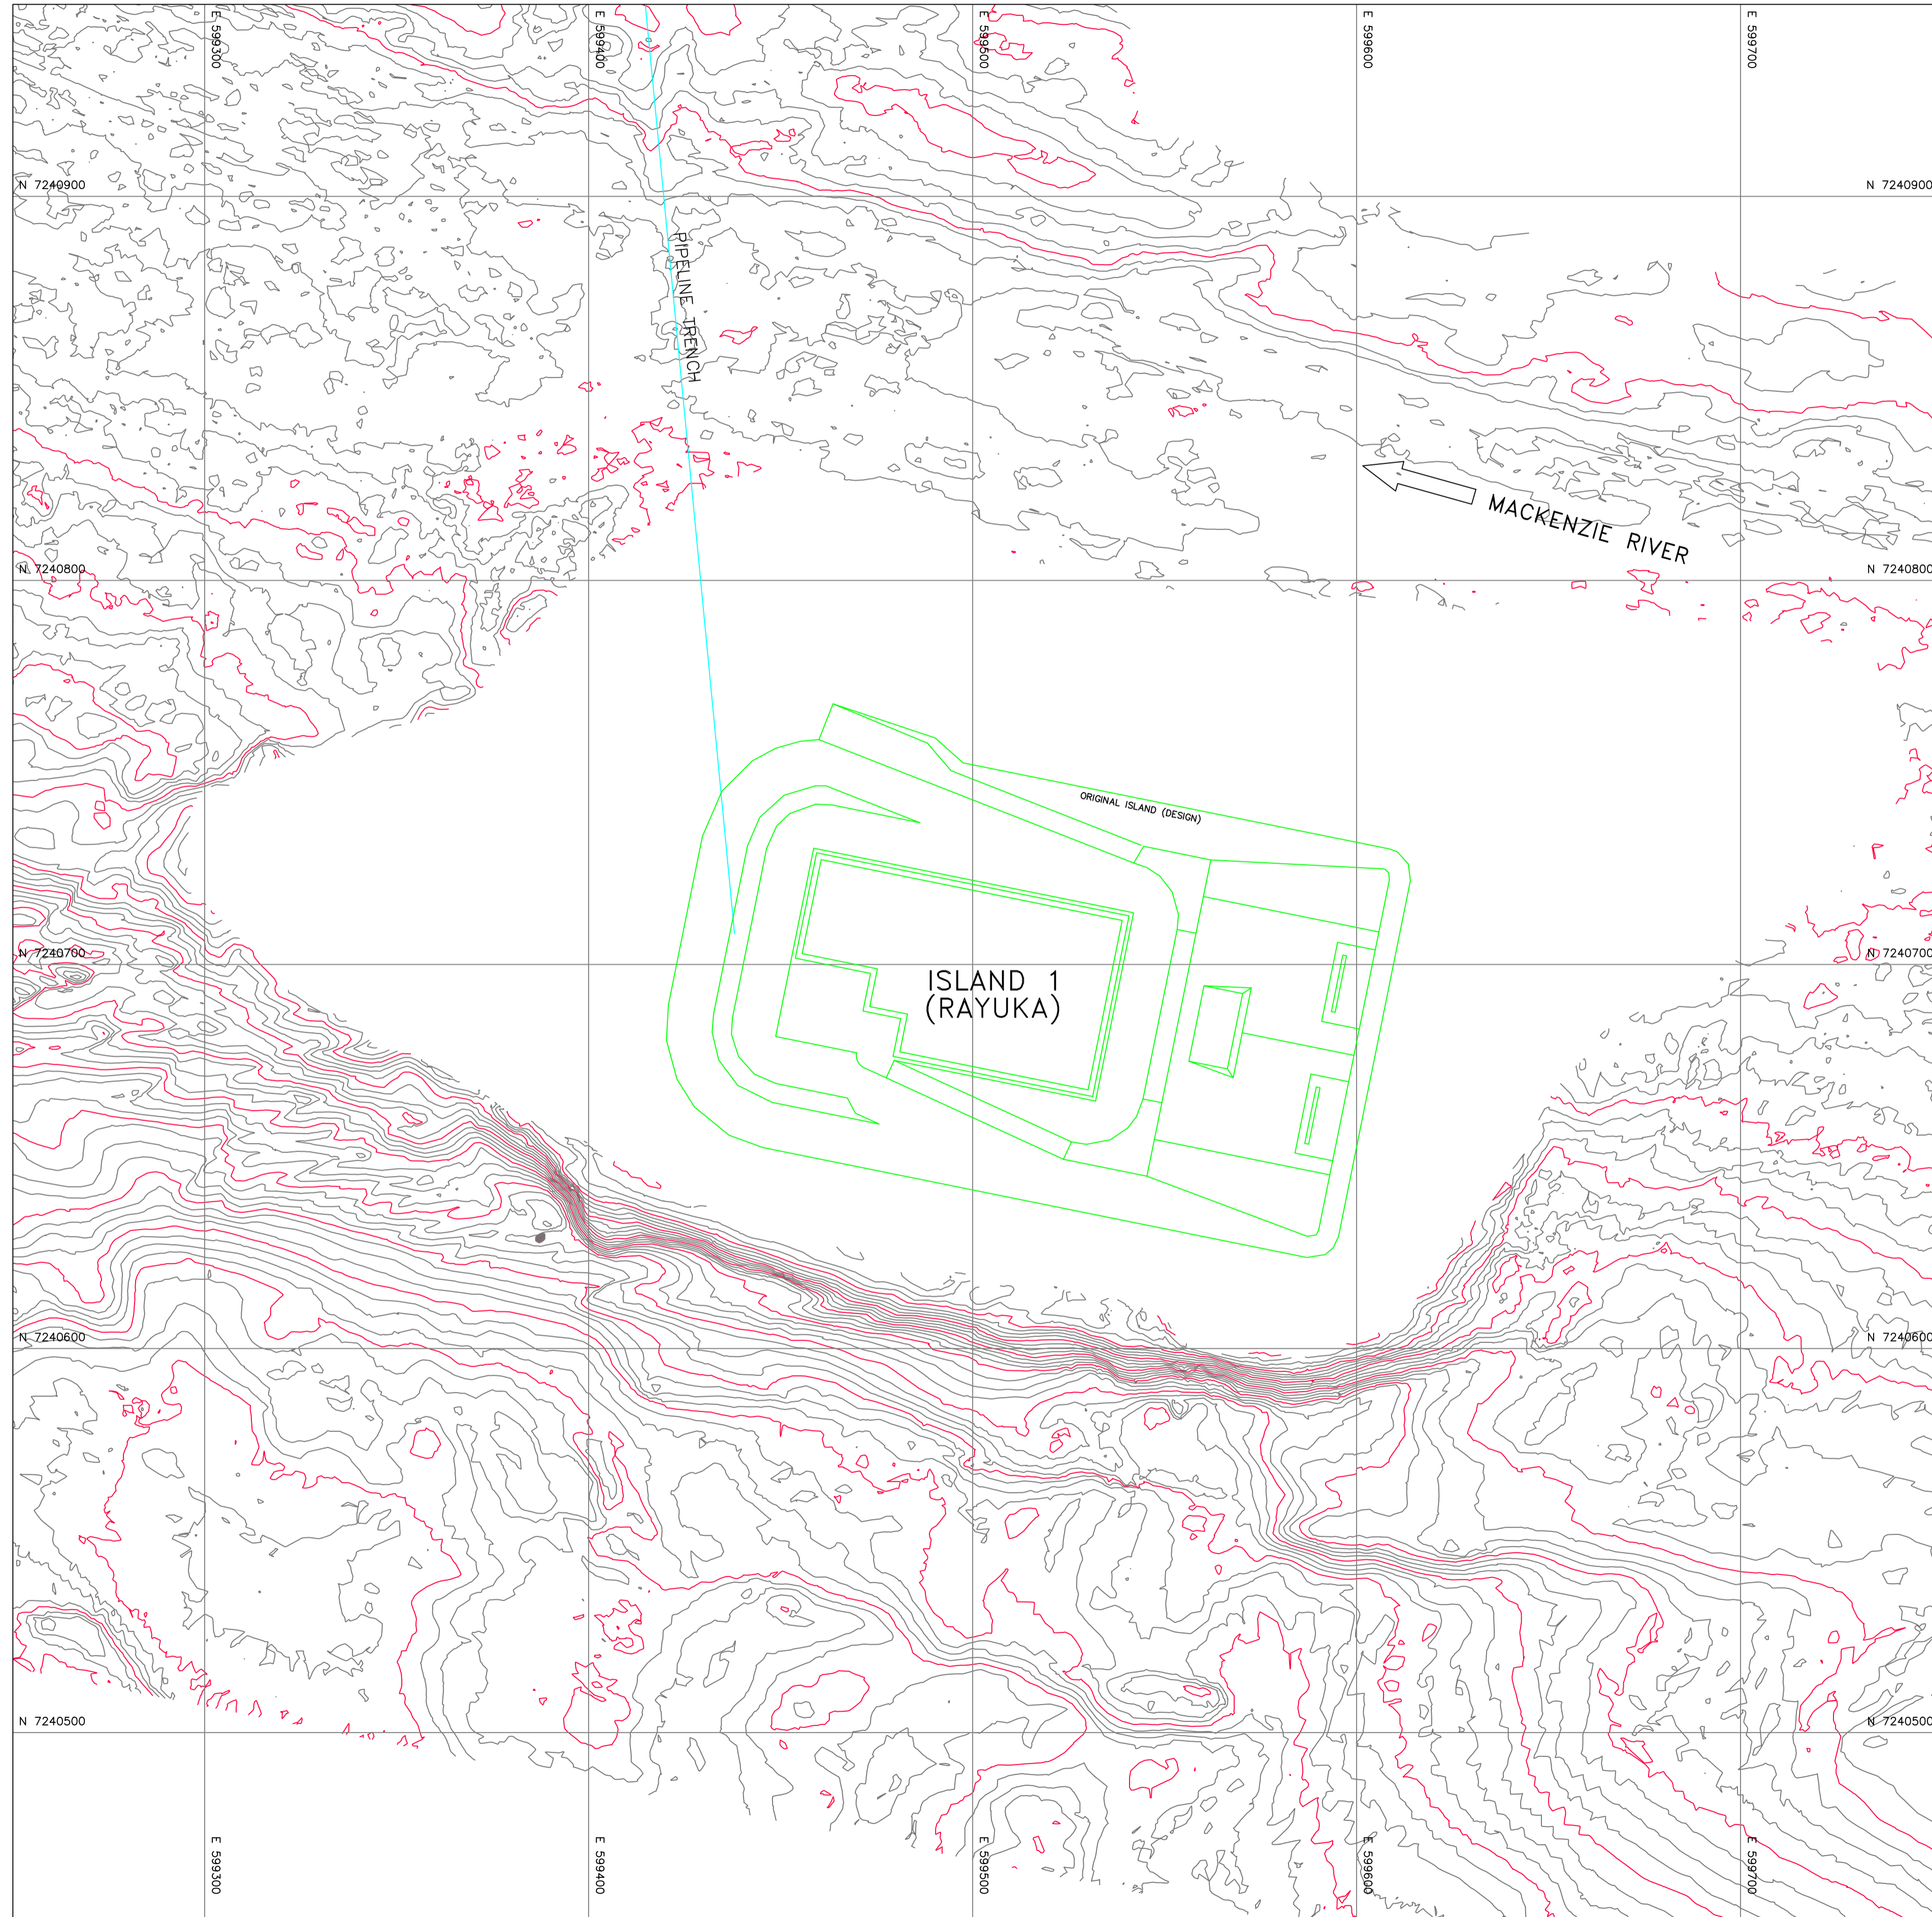 E 599300
E 599400
E 599500
E 599600
E 599700
N 7240900
N 7240900
PIPELINE TRENCH
MACKENZIE RIVER
N 7240800
N 7240800
ORIGINAL ISLAND (DESIGN)
N 7240700
N 7240700
ISLAND 1
(RAYUKA)
N 7240600
N 7240600
N 7240500
N 7240500
E 599300
E 599400
E 599500
E 599600
E 599700